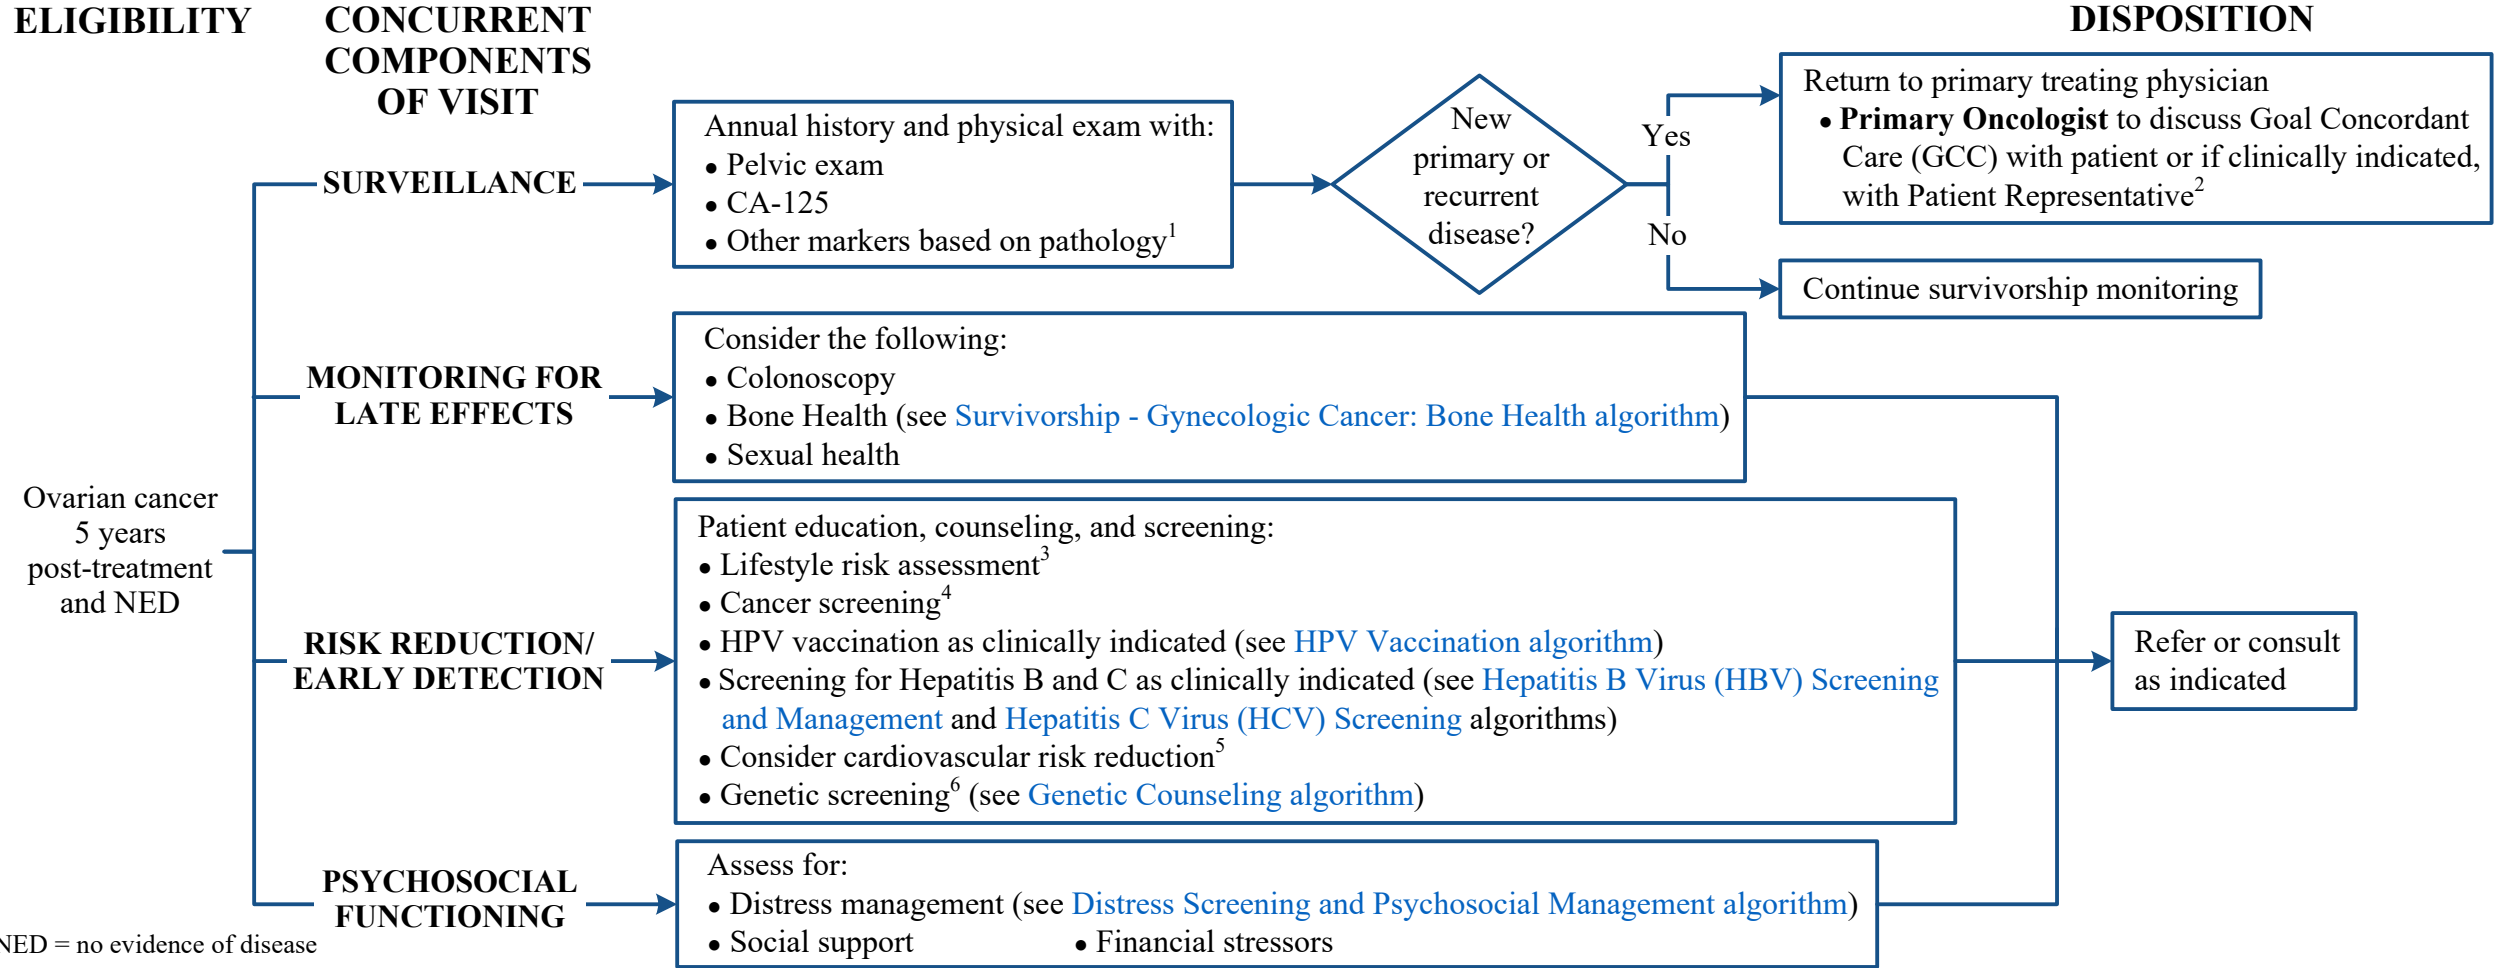 ELIGIBILITY
CONCURRENT
COMPONENTS
OF VISIT
DISPOSITION
Ovarian cancer
5 years
post-treatment
and NED
SURVEILLANCE
Annual history and physical exam with:
● Pelvic exam
● CA-125
● Other markers based on pathology¹
New
primary or
recurrent
disease?
Yes
No
Return to primary treating physician
● Primary Oncologist to discuss Goal Concordant
Care (GCC) with patient or if clinically indicated,
with Patient Representative²
Continue survivorship monitoring
MONITORING FOR
LATE EFFECTS
Consider the following:
● Colonoscopy
● Bone Health (see Survivorship - Gynecologic Cancer: Bone Health algorithm)
● Sexual health
RISK REDUCTION/
EARLY DETECTION
Patient education, counseling, and screening:
● Lifestyle risk assessment³
● Cancer screening⁴
● HPV vaccination as clinically indicated (see HPV Vaccination algorithm)
● Screening for Hepatitis B and C as clinically indicated (see Hepatitis B Virus (HBV) Screening
and Management and Hepatitis C Virus (HCV) Screening algorithms)
● Consider cardiovascular risk reduction⁵
● Genetic screening⁶ (see Genetic Counseling algorithm)
Refer or consult
as indicated
PSYCHOSOCIAL
FUNCTIONING
Assess for:
● Distress management (see Distress Screening and Psychosocial Management algorithm)
● Social support ● Financial stressors
NED = no evidence of disease